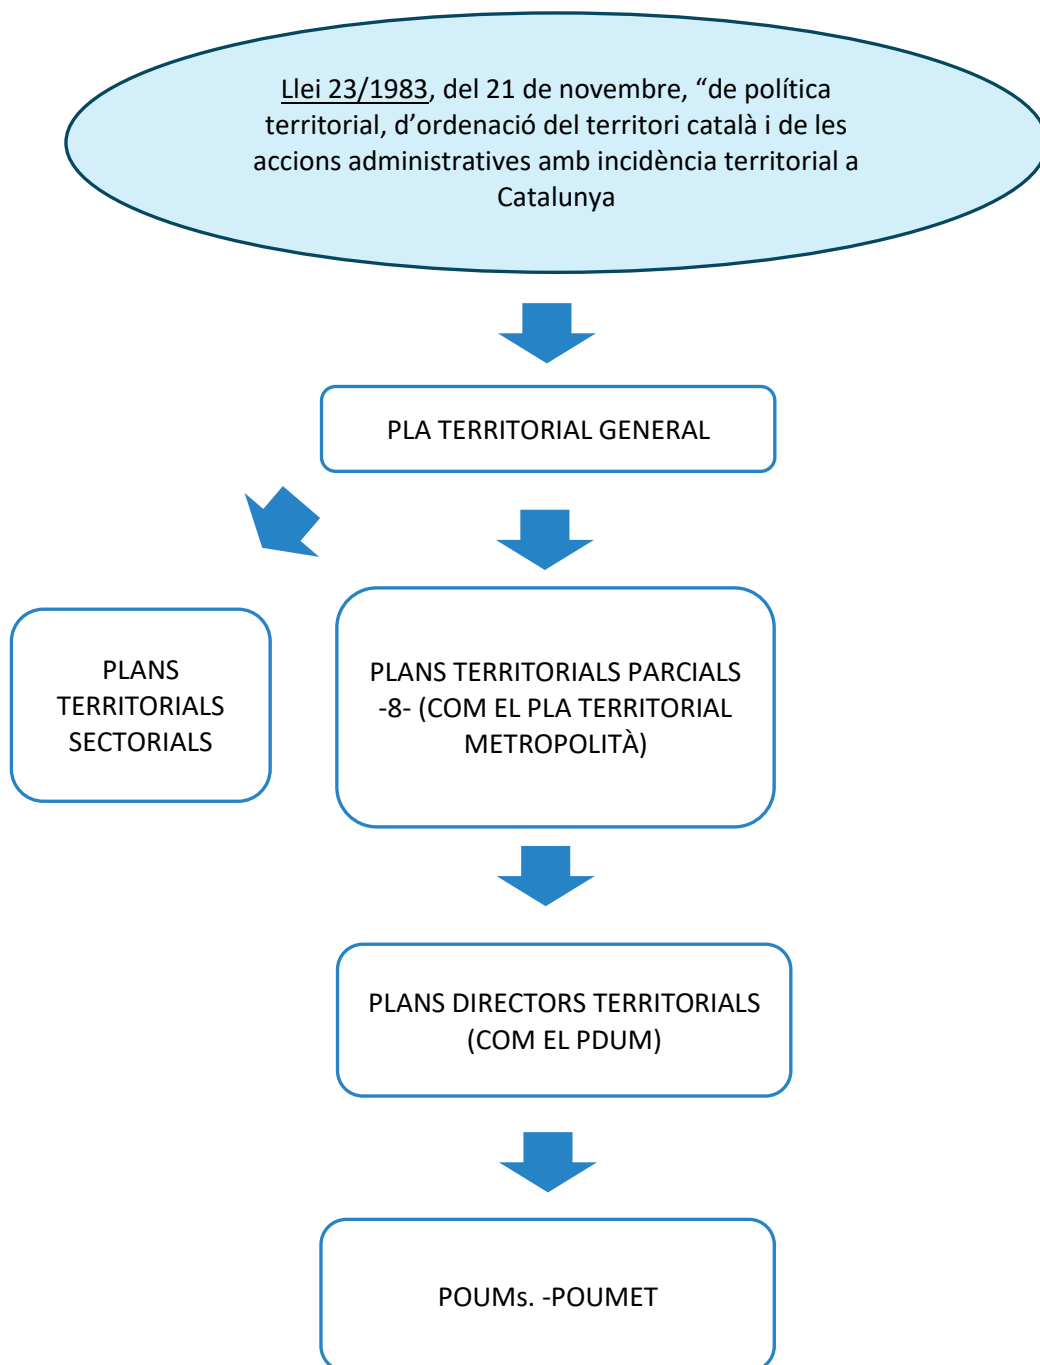 Llei 23/1983, del 21 de novembre, “de política
territorial, d’ordenació del territori català i de les
accions administratives amb incidència territorial a
Catalunya
PLA TERRITORIAL GENERAL
PLANS
TERRITORIALS
SECTORIALS
PLANS TERRITORIALS PARCIALS
-8- (COM EL PLA TERRITORIAL
METROPOLITÀ)
PLANS DIRECTORS TERRITORIALS
(COM EL PDUM)
POUMs. -POUMET